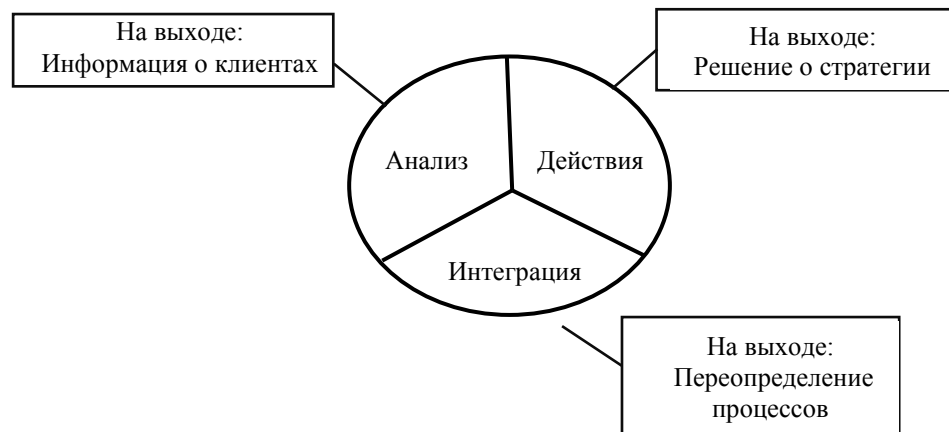 На выходе:
Информация о клиентах
На выходе:
Решение о стратегии
Анализ
Действия
Интеграция
На выходе:
Переопределение
процессов